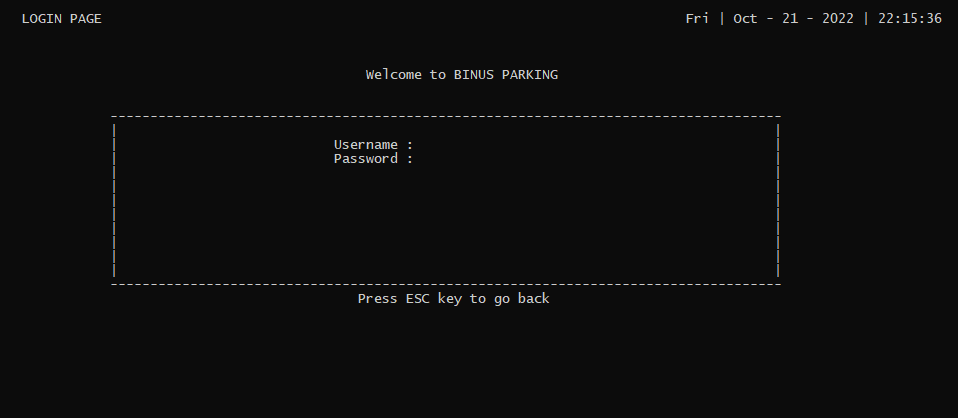 LOGIN PAGE
Fri | Oct - 21 - 2022 | 22:15:36
Welcome to BINUS PARKING
Username :
Password :
Press ESC key to go back